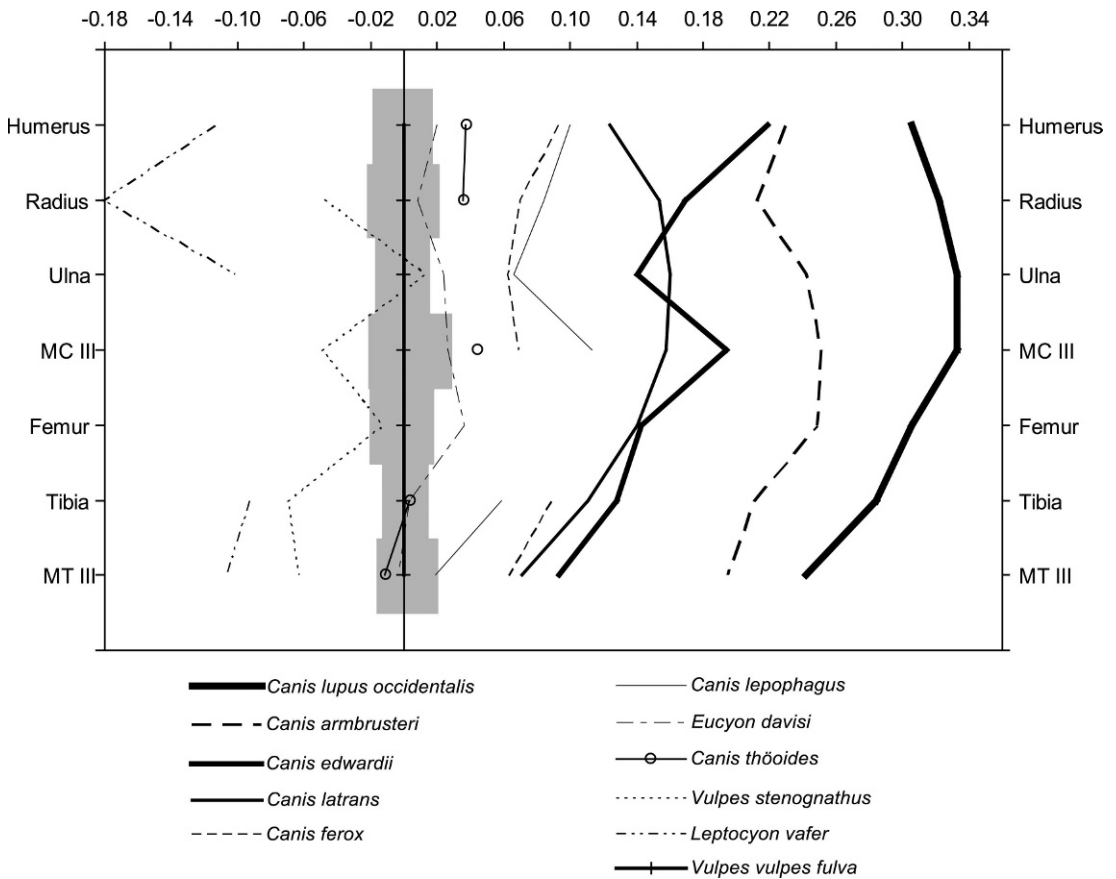 -0.18 -0.10 -0.06 -0.02 0.02 0.06 0.10 0.14 0.18 0.22 0.26 0.30 0.34
Humerus Humerus
Radius Radius
Ulna Ulna
MC III MC III
Femur Femur
Tibia Tibia
MT III MT III
Canis lupus occidentalis
Canis armbrusteri
Canis edwardii
Canis latrans
Canis ferox
Canis lepophagus
Eucyon davisi
Canis thöoides
Vulpes stenognathus
Leptocyon vafer
Vulpes vulpes fulva